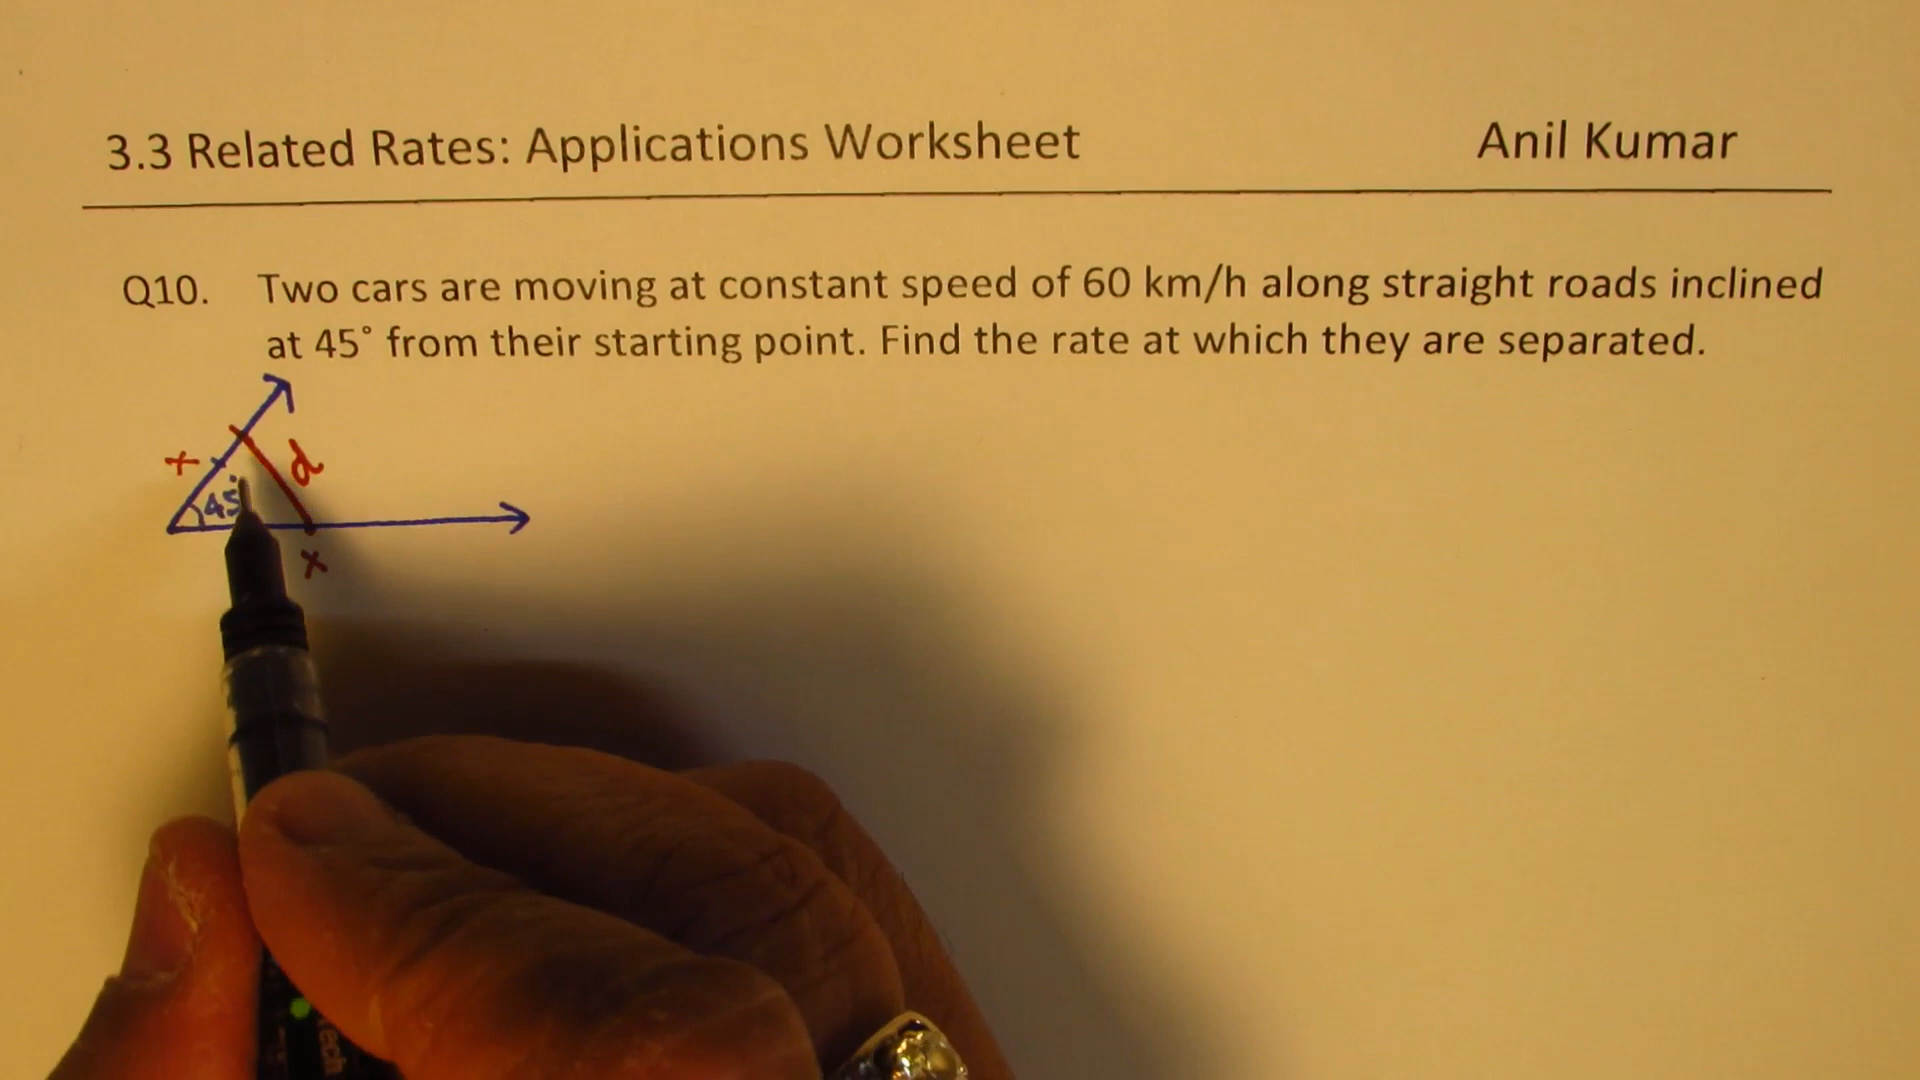 3.3 Related Rates: Applications Worksheet Anil Kumar
Q10. Two cars are moving at constant speed of 60 km/h along straight roads inclined
at 45° from their starting point. Find the rate at which they are separated.
x d
45°
x